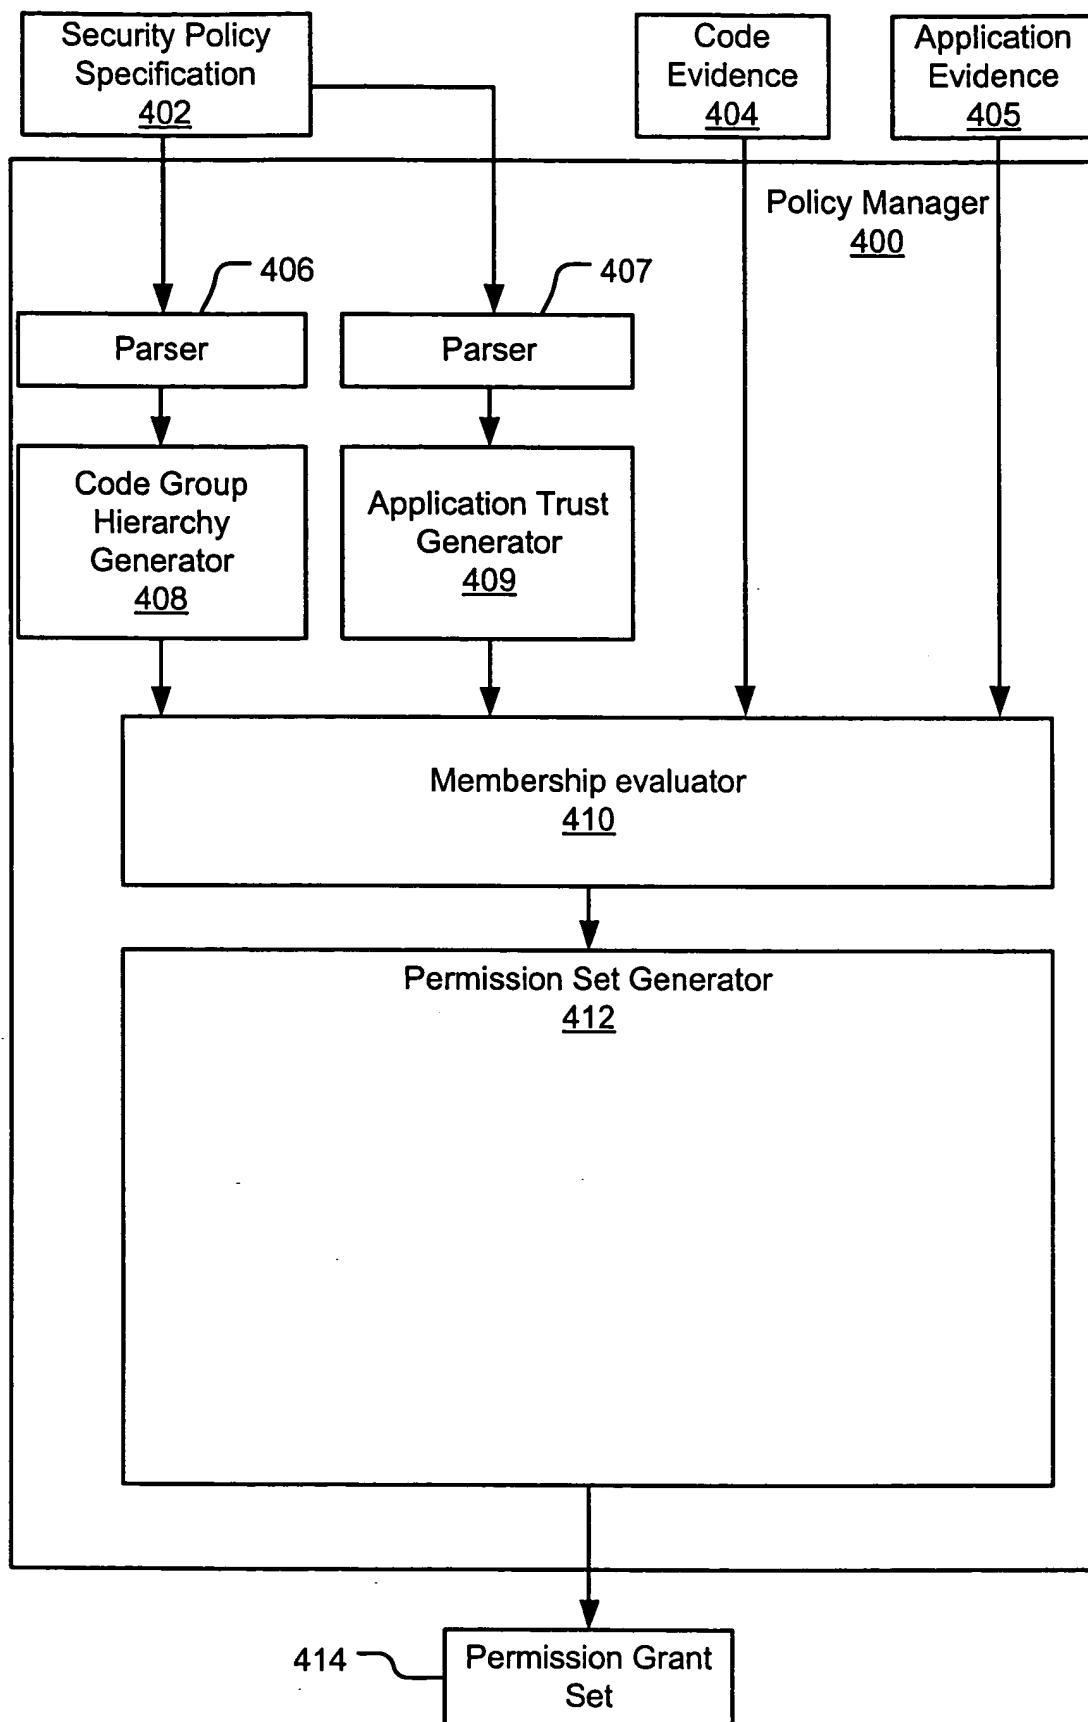 Security Policy
Specification
402
Code
Evidence
404
Application
Evidence
405
Policy Manager
400
406
407
Parser
Parser
Code Group
Hierarchy
Generator
408
Application Trust
Generator
409
Membership evaluator
410
Permission Set Generator
412
414
Permission Grant
Set